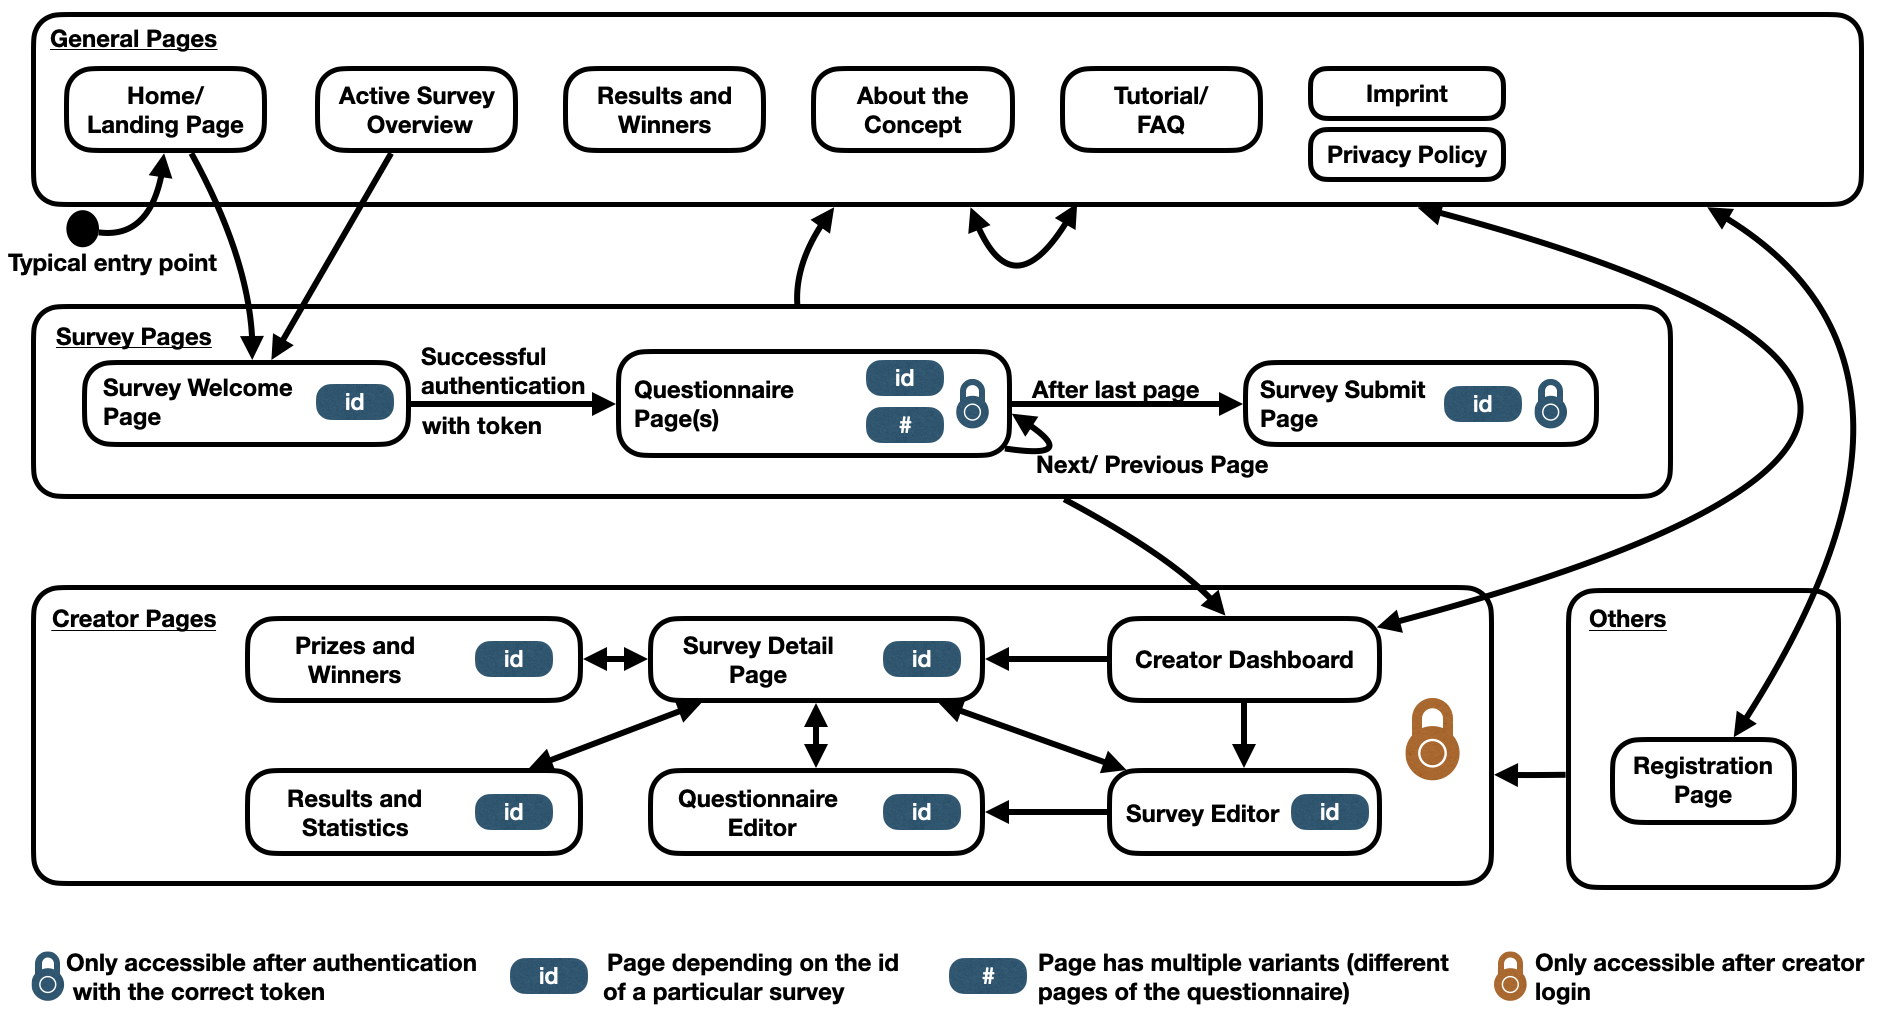 General Pages
Home/
Landing Page
Active Survey
Overview
Results and
Winners
About the
Concept
Tutorial/
FAQ
Imprint
Privacy Policy
Typical entry point
Survey Pages
Survey Welcome
Page
id
Successful
authentication
with token
Questionnaire
Page(s)
id
#
After last page
Next/ Previous Page
Survey Submit
Page
id
Creator Pages
Prizes and
Winners
id
Survey Detail
Page
id
Creator Dashboard
Results and
Statistics
id
Questionnaire
Editor
id
Survey Editor
id
Others
Registration
Page
Only accessible after authentication
with the correct token
id
Page depending on the id
of a particular survey
#
Page has multiple variants (different
pages of the questionnaire)
Only accessible after creator
login